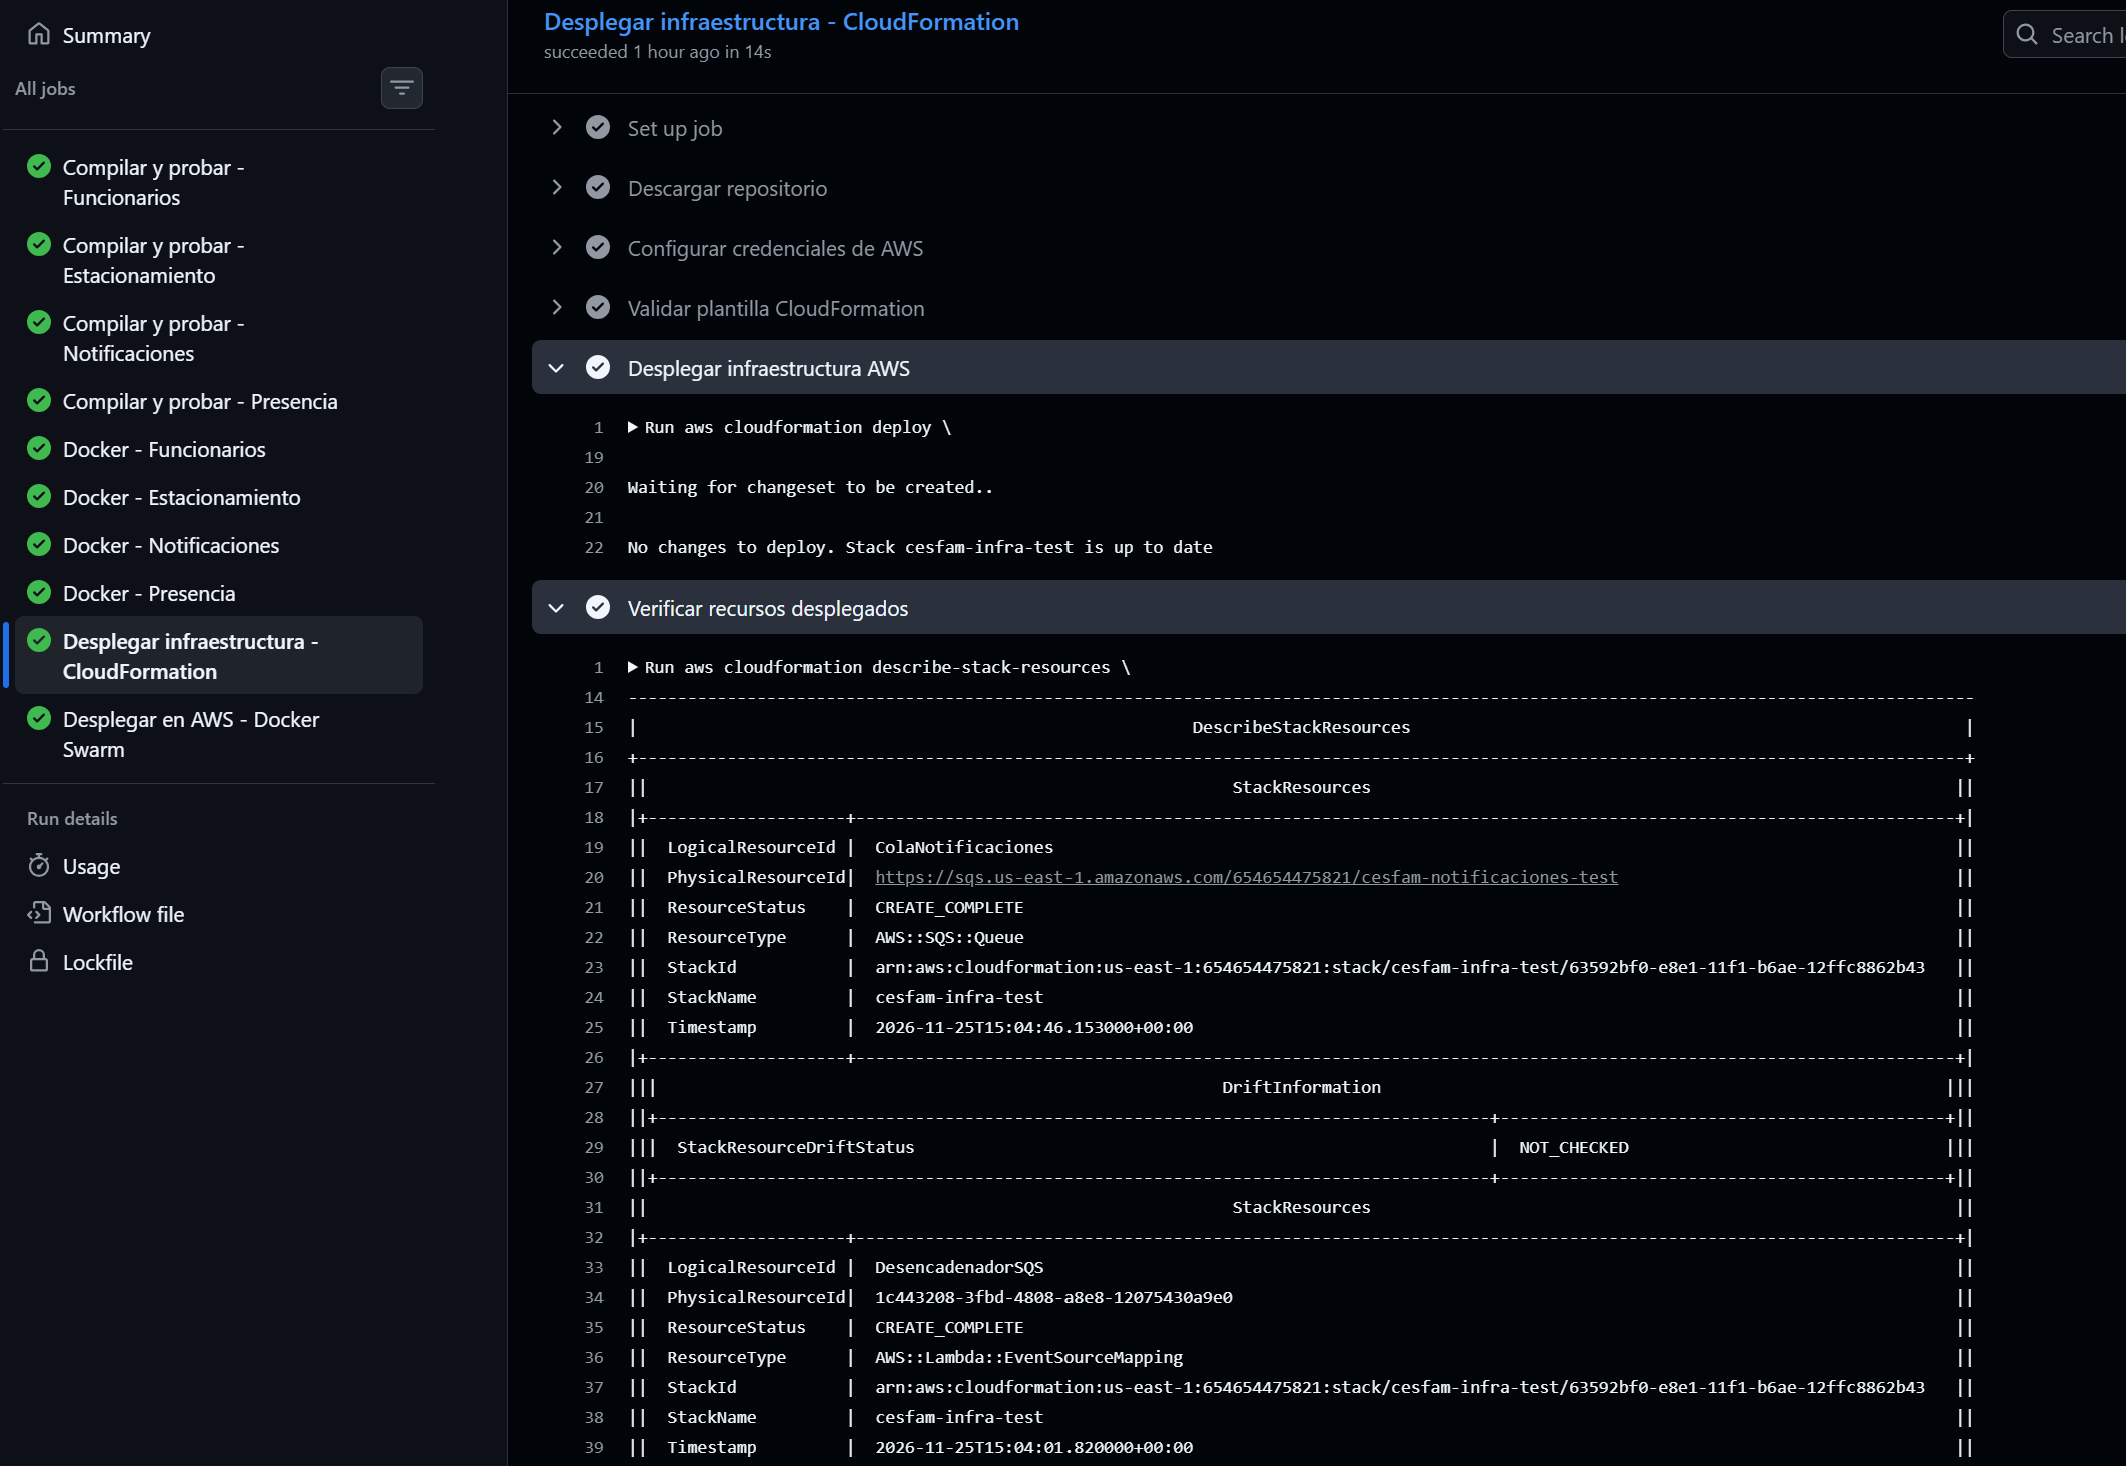 Summary
All jobs
Compilar y probar -
Funcionarios
Compilar y probar -
Estacionamiento
Compilar y probar -
Notificaciones
Compilar y probar - Presencia
Docker - Funcionarios
Docker - Estacionamiento
Docker - Notificaciones
Docker - Presencia
Desplegar infraestructura -
CloudFormation
Desplegar en AWS - Docker
Swarm
Run details
Usage
Workflow file
Lockfile
Desplegar infraestructura - CloudFormation
succeeded 1 hour ago in 14s
Search
Set up job
Descargar repositorio
Configurar credenciales de AWS
Validar plantilla CloudFormation
Desplegar infraestructura AWS
1 ▶ Run aws cloudformation deploy \
19
20 Waiting for changeset to be created..
21
22 No changes to deploy. Stack cesfam-infra-test is up to date
Verificar recursos desplegados
1 ▶ Run aws cloudformation describe-stack-resources \
14 ----------------------------------------------------------------------------------------------------------------------------------------
15 | DescribeStackResources |
16 +--------------------------------------------------------------------------------------------------------------------------------------+
17 || StackResources ||
18 |+---------------------+---------------------------------------------------------------------------------------------------------------+|
19 || LogicalResourceId | ColaNotificaciones ||
20 || PhysicalResourceId| https://sqs.us-east-1.amazonaws.com/654654475821/cesfam-notificaciones-test ||
21 || ResourceStatus | CREATE_COMPLETE ||
22 || ResourceType | AWS::SQS::Queue ||
23 || StackId | arn:aws:cloudformation:us-east-1:654654475821:stack/cesfam-infra-test/63592bf0-e8e1-11f1-b6ae-12ffc8862b43 ||
24 || StackName | cesfam-infra-test ||
25 || Timestamp | 2026-11-25T15:04:46.153000+00:00 ||
26 |+---------------------+---------------------------------------------------------------------------------------------------------------+|
27 ||| DriftInformation |||
28 ||+------------------------------------------------------------------------------------+---------------------------------------------+||
29 ||| StackResourceDriftStatus | NOT_CHECKED |||
30 ||+------------------------------------------------------------------------------------+---------------------------------------------+||
31 || StackResources ||
32 |+---------------------+---------------------------------------------------------------------------------------------------------------+|
33 || LogicalResourceId | DesencadenadorSQS ||
34 || PhysicalResourceId| 1c443208-3fbd-4808-a8e8-12075430a9e0 ||
35 || ResourceStatus | CREATE_COMPLETE ||
36 || ResourceType | AWS::Lambda::EventSourceMapping ||
37 || StackId | arn:aws:cloudformation:us-east-1:654654475821:stack/cesfam-infra-test/63592bf0-e8e1-11f1-b6ae-12ffc8862b43 ||
38 || StackName | cesfam-infra-test ||
39 || Timestamp | 2026-11-25T15:04:01.820000+00:00 ||